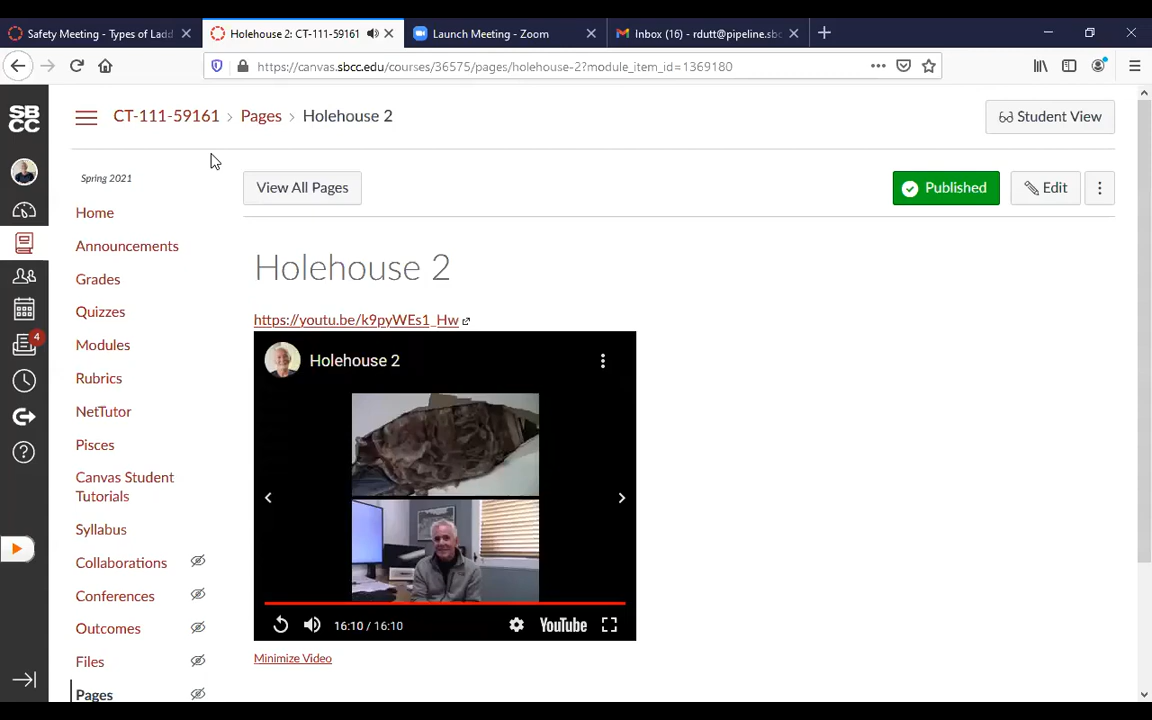 Safety Meeting - Types of Ladd
Holehouse 2: CT-111-59161
Launch Meeting - Zoom
Inbox (16) - rdutt@pipeline.sbc
https://canvas.sbcc.edu/courses/36575/pages/holehouse-2?module_item_id=1369180
SB
CC
CT-111-59161 › Pages › Holehouse 2
Student View
Spring 2021
View All Pages
Published
Edit
Home
Announcements
Grades
Quizzes
4
Modules
Rubrics
NetTutor
Pisces
Canvas Student
Tutorials
Syllabus
Collaborations
Conferences
Outcomes
Files
Pages
Holehouse 2
https://youtu.be/k9pyWEs1_Hw
Holehouse 2
16:10 / 16:10
YouTube
Minimize Video